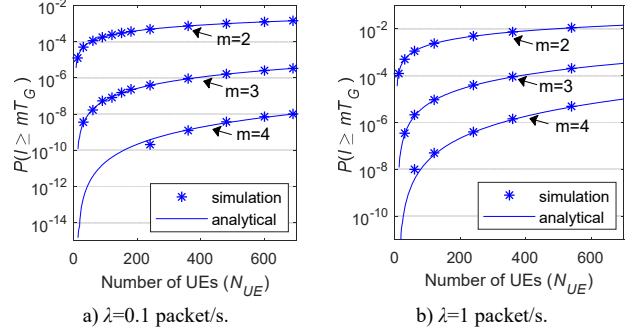 10^-2
10^-4
10^-6
10^-8
10^-10
10^-12
10^-14
P(l ≥ mT_G)
m=2
m=3
m=4
simulation
analytical
0 200 400 600
Number of UEs (N_UE)
a) λ=0.1 packet/s.
10^-2
10^-4
10^-6
10^-8
10^-10
P(l ≥ mT_G)
m=2
m=3
m=4
simulation
analytical
0 200 400 600
Number of UEs (N_UE)
b) λ=1 packet/s.